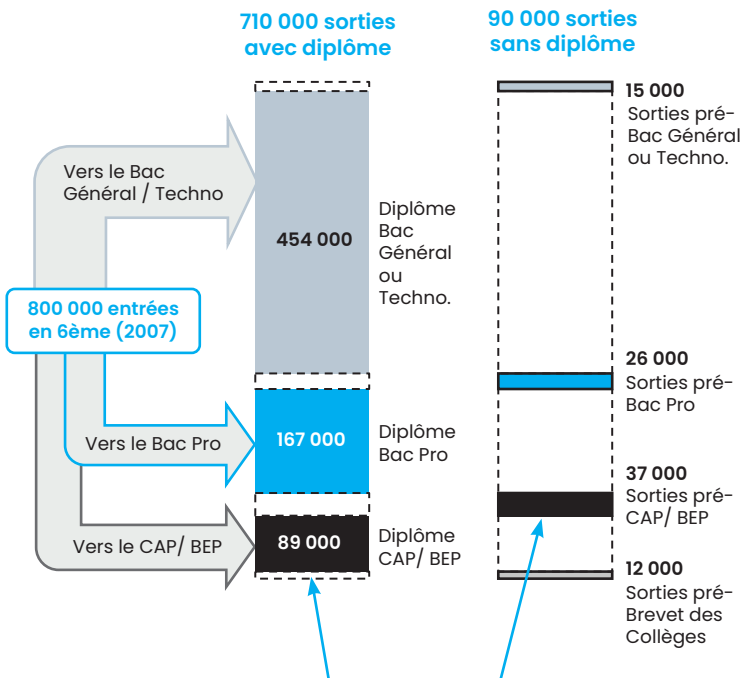 710 000 sorties
avec diplôme
90 000 sorties
sans diplôme
Vers le Bac
Général / Techno
800 000 entrées
en 6ème (2007)
Vers le Bac Pro
Vers le CAP/ BEP
454 000
Diplôme
Bac
Général
ou
Techno.
167 000
Diplôme
Bac Pro
89 000
Diplôme
CAP/ BEP
15 000
Sorties pré-
Bac Général
ou Techno.
26 000
Sorties pré-
Bac Pro
37 000
Sorties pré-
CAP/ BEP
12 000
Sorties pré-
Brevet des
Collèges